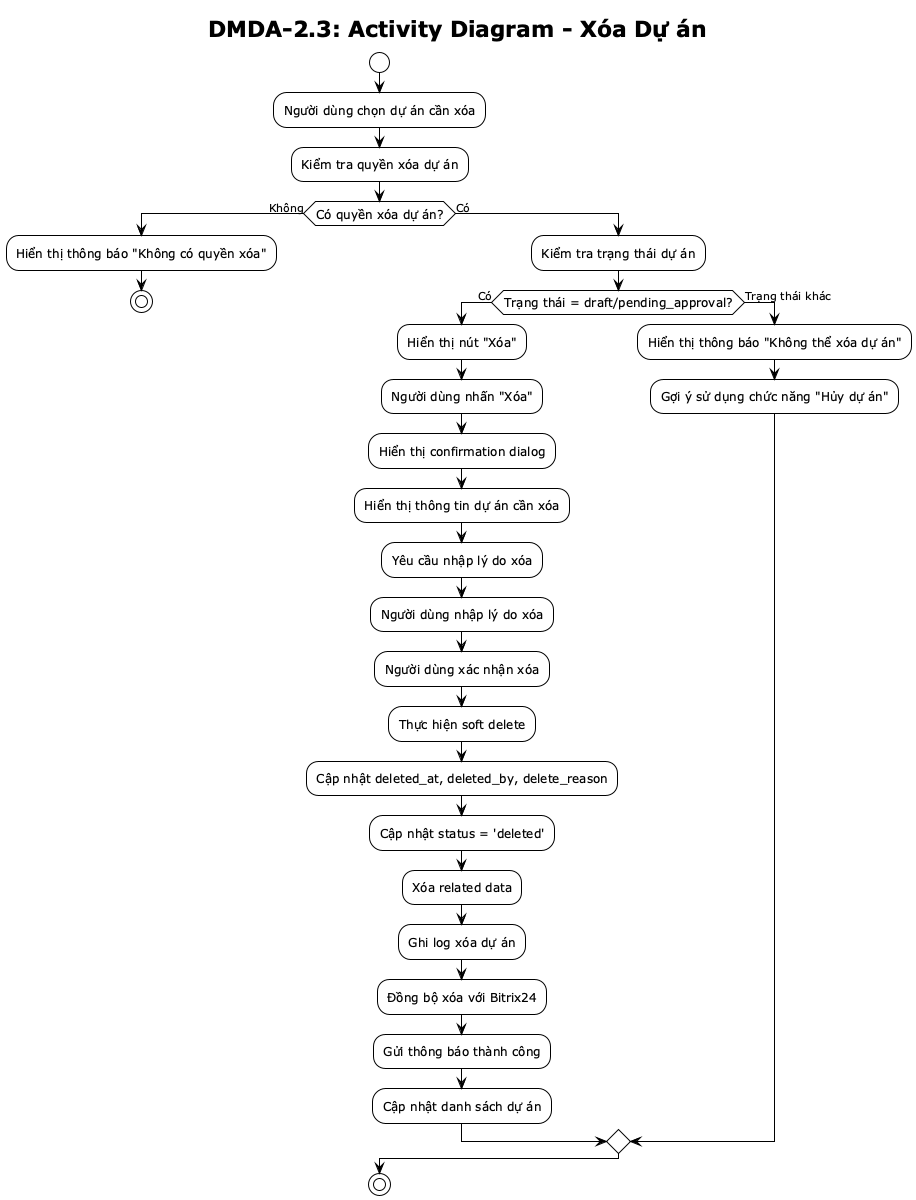 DMDA-2.3: Activity Diagram - Xóa Dự án
Người dùng chọn dự án cần xóa
Kiểm tra quyền xóa dự án
Không
Có quyền xóa dự án?
Có
Hiển thị thông báo "Không có quyền xóa"
Kiểm tra trạng thái dự án
Có
Trạng thái = draft/pending_approval?
Trạng thái khác
Hiển thị nút "Xóa"
Hiển thị thông báo "Không thể xóa dự án"
Người dùng nhấn "Xóa"
Gợi ý sử dụng chức năng "Hủy dự án"
Hiển thị confirmation dialog
Hiển thị thông tin dự án cần xóa
Yêu cầu nhập lý do xóa
Người dùng nhập lý do xóa
Người dùng xác nhận xóa
Thực hiện soft delete
Cập nhật deleted_at, deleted_by, delete_reason
Cập nhật status = 'deleted'
Xóa related data
Ghi log xóa dự án
Đồng bộ xóa với Bitrix24
Gửi thông báo thành công
Cập nhật danh sách dự án